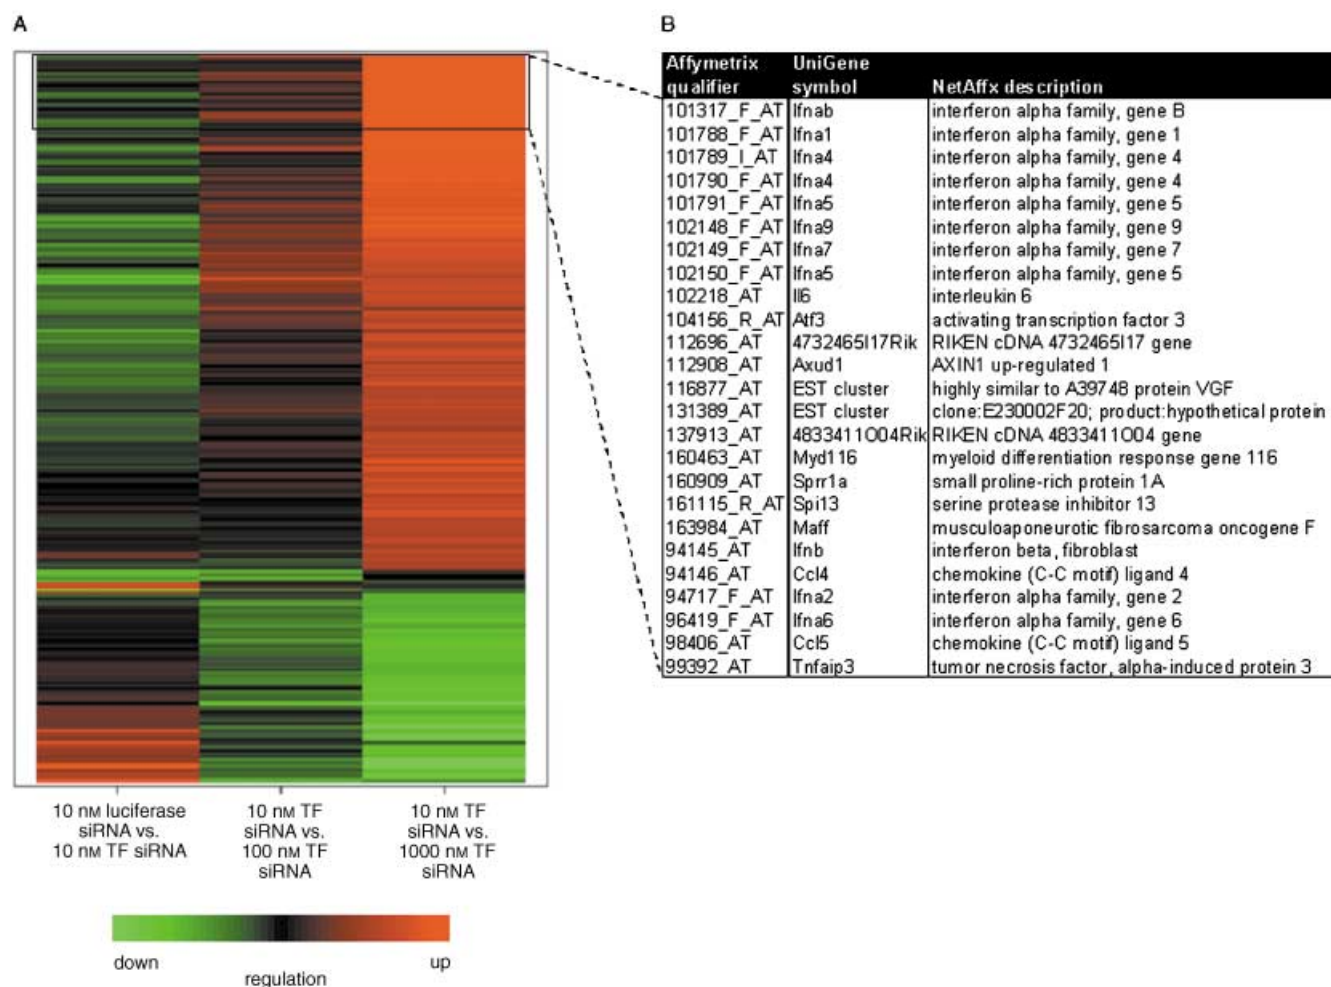 A
B
Affymetrix UniGene
qualifier symbol NetAffx description
101317_F_AT Ifnab interferon alpha family, gene B
101788_F_AT Ifna1 interferon alpha family, gene 1
101789_I_AT Ifna4 interferon alpha family, gene 4
101790_F_AT Ifna4 interferon alpha family, gene 4
101791_F_AT Ifna5 interferon alpha family, gene 5
102148_F_AT Ifna9 interferon alpha family, gene 9
102149_F_AT Ifna7 interferon alpha family, gene 7
102150_F_AT Ifna5 interferon alpha family, gene 5
102218_AT Il6 interleukin 6
104156_R_AT Atf3 activating transcription factor 3
112696_AT 4732465I17Rik RIKEN cDNA 4732465I17 gene
112908_AT Axud1 AXIN1 up-regulated 1
116877_AT EST cluster highly similar to A39748 protein VGF
131389_AT EST cluster clone:E230002F20; product:hypothetical protein
137913_AT 4833411O04Rik RIKEN cDNA 4833411O04 gene
160463_AT Myd116 myeloid differentiation response gene 116
160909_AT Sprr1a small proline-rich protein 1A
161115_R_AT Spi13 serine protease inhibitor 13
163984_AT Maff musculoaponeurotic fibrosarcoma oncogene F
94145_AT Ifnb interferon beta, fibroblast
94146_AT Ccl4 chemokine (C-C motif) ligand 4
94717_F_AT Ifna2 interferon alpha family, gene 2
96419_F_AT Ifna6 interferon alpha family, gene 6
98406_AT Ccl5 chemokine (C-C motif) ligand 5
99392_AT Tnfaip3 tumor necrosis factor, alpha-induced protein 3
10 nM luciferase
siRNA vs.
10 nM TF siRNA
10 nM TF
siRNA vs.
100 nM TF
siRNA
10 nM TF
siRNA vs.
1000 nM TF
siRNA
down
regulation
up